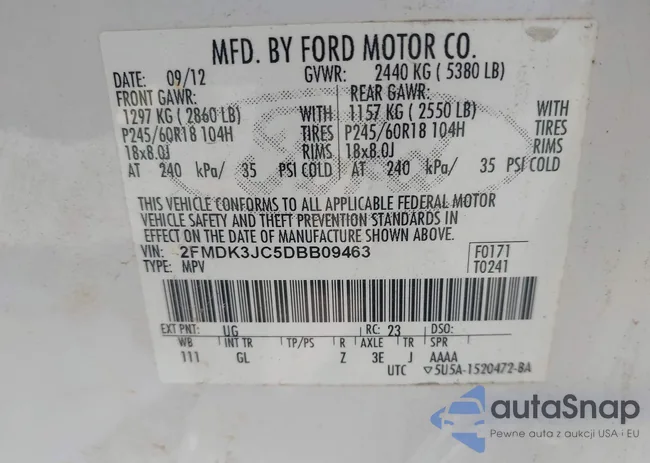 MFD. BY FORD MOTOR CO.
DATE: 09/12 GVWR: 2440 KG ( 5380 LB)
FRONT GAWR: REAR GAWR:
1297 KG ( 2860 LB) WITH 1157 KG ( 2550 LB) WITH
P245/60R18 104H TIRES P245/60R18 104H TIRES
18x8.0J RIMS 18x8.0J RIMS
AT 240 kPa/ 35 PSI COLD AT 240 kPa/ 35 PSI COLD
Ford
THIS VEHICLE CONFORMS TO ALL APPLICABLE FEDERAL MOTOR
VEHICLE SAFETY AND THEFT PREVENTION STANDARDS IN
EFFECT ON THE DATE OF MANUFACTURE SHOWN ABOVE.
VIN: 2FMDK3JC5DBB09463 F0171
TYPE: MPV T0241
EXT PNT: UG RC: 23 DSO:
WB INT TR TP/PS R AXLE TR SPR
111 GL Z 3E J AAAA
UTC ▽5U5A-1520472-BA
autaSnap
Pewne auta z aukcji USA i EU